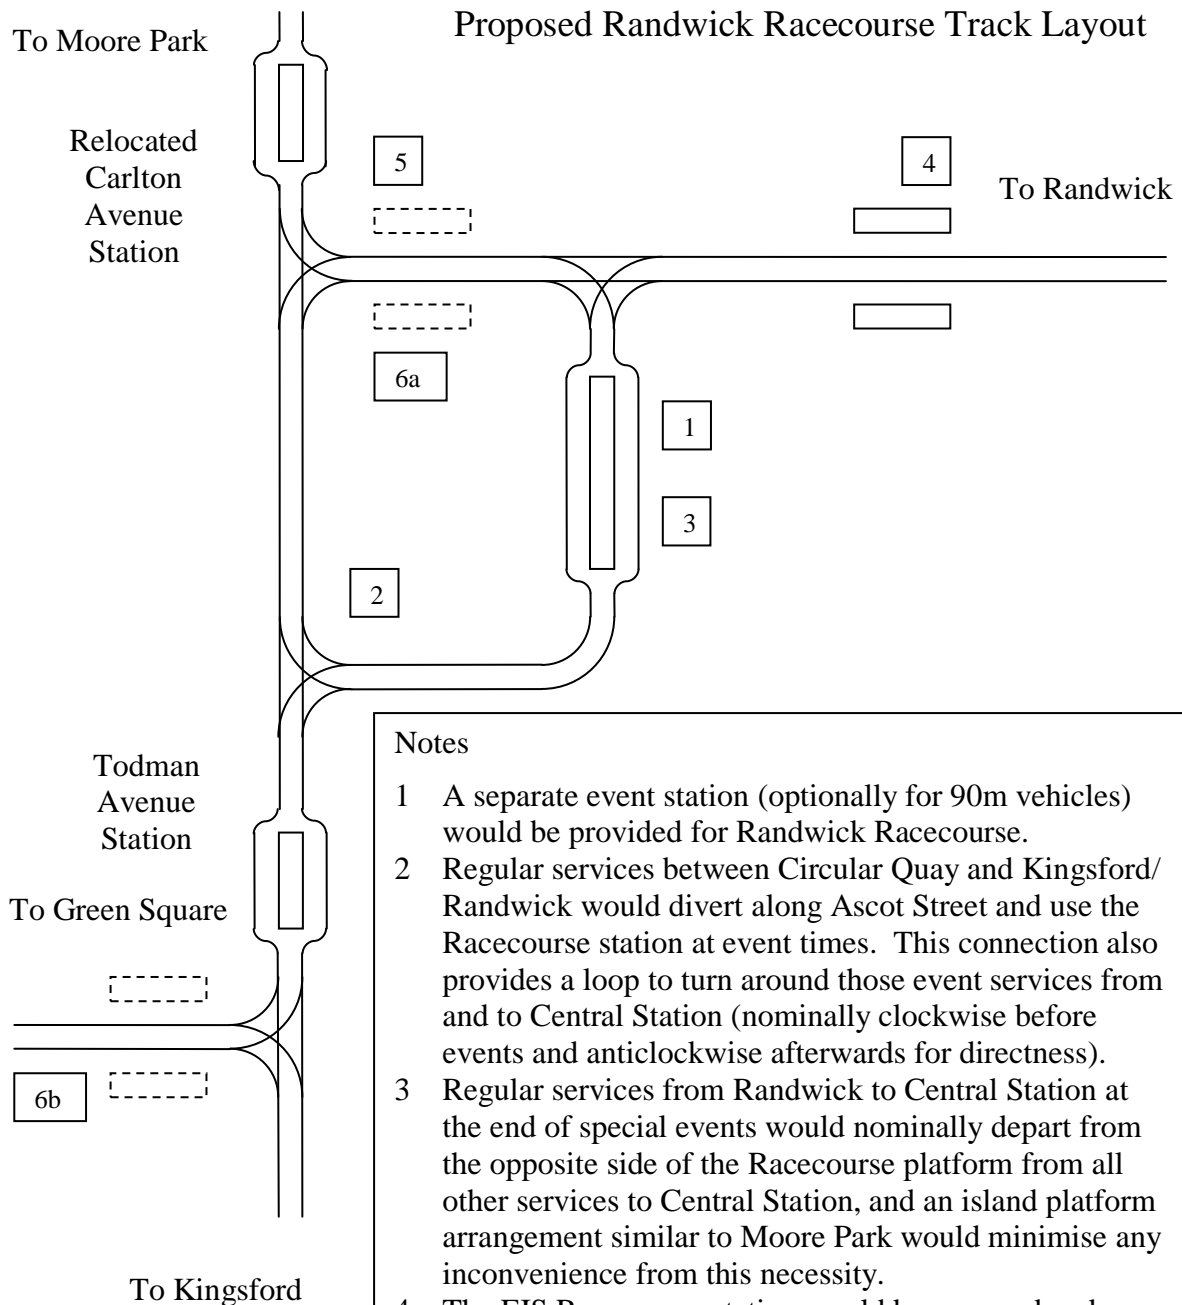 Proposed Randwick Racecourse Track Layout
To Moore Park
Relocated
Carlton
Avenue
Station
5
4
To Randwick
6a
1
3
2
Todman
Avenue
Station
To Green Square
6b
To Kingsford
Notes
1 A separate event station (optionally for 90m vehicles)
would be provided for Randwick Racecourse.
2 Regular services between Circular Quay and Kingsford/
Randwick would divert along Ascot Street and use the
Racecourse station at event times. This connection also
provides a loop to turn around those event services from
and to Central Station (nominally clockwise before
events and anticlockwise afterwards for directness).
3 Regular services from Randwick to Central Station at
the end of special events would nominally depart from
the opposite side of the Racecourse platform from all
other services to Central Station, and an island platform
arrangement similar to Moore Park would minimise any
inconvenience from this necessity.